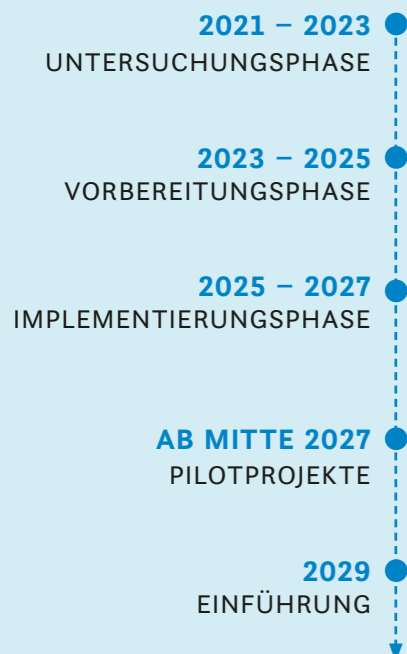 2021 – 2023
UNTERSUCHUNGSPHASE
2023 – 2025
VORBEREITUNGSPHASE
2025 – 2027
IMPLEMENTIERUNGSPHASE
AB MITTE 2027
PILOTPROJEKTE
2029
EINFÜHRUNG